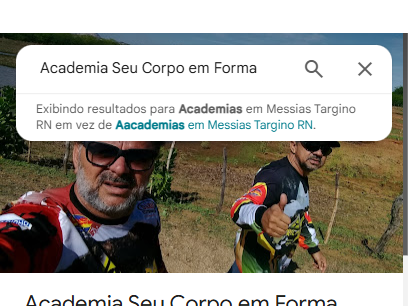 Academia Seu Corpo em Forma
Exibindo resultados para Academias em Messias Targino
RN em vez de Aacademias em Messias Targino RN.
Academia Seu Corpo em Forma